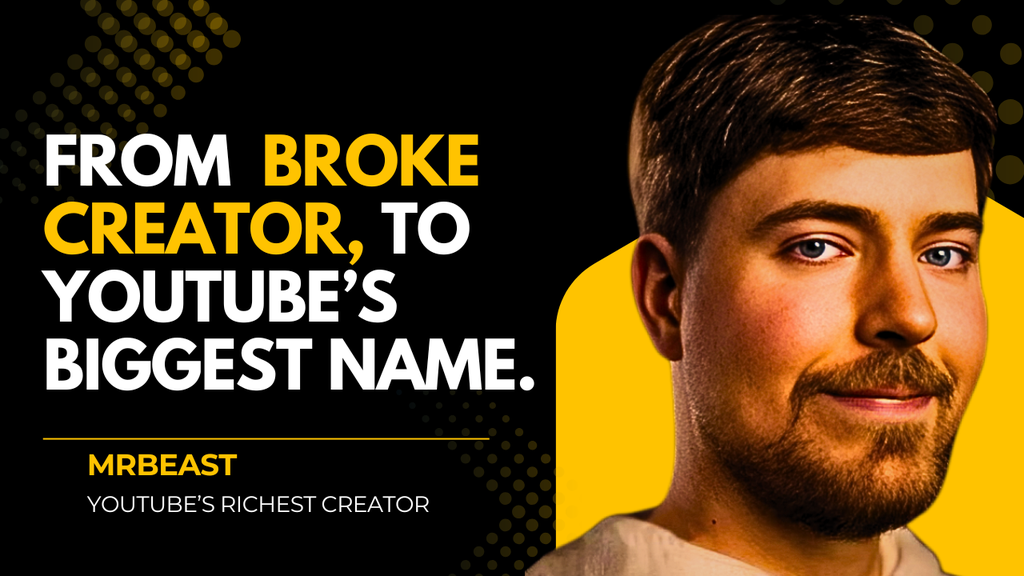 FROM BROKE
CREATOR, TO
YOUTUBE’S
BIGGEST NAME.
MRBEAST
YOUTUBE’S RICHEST CREATOR